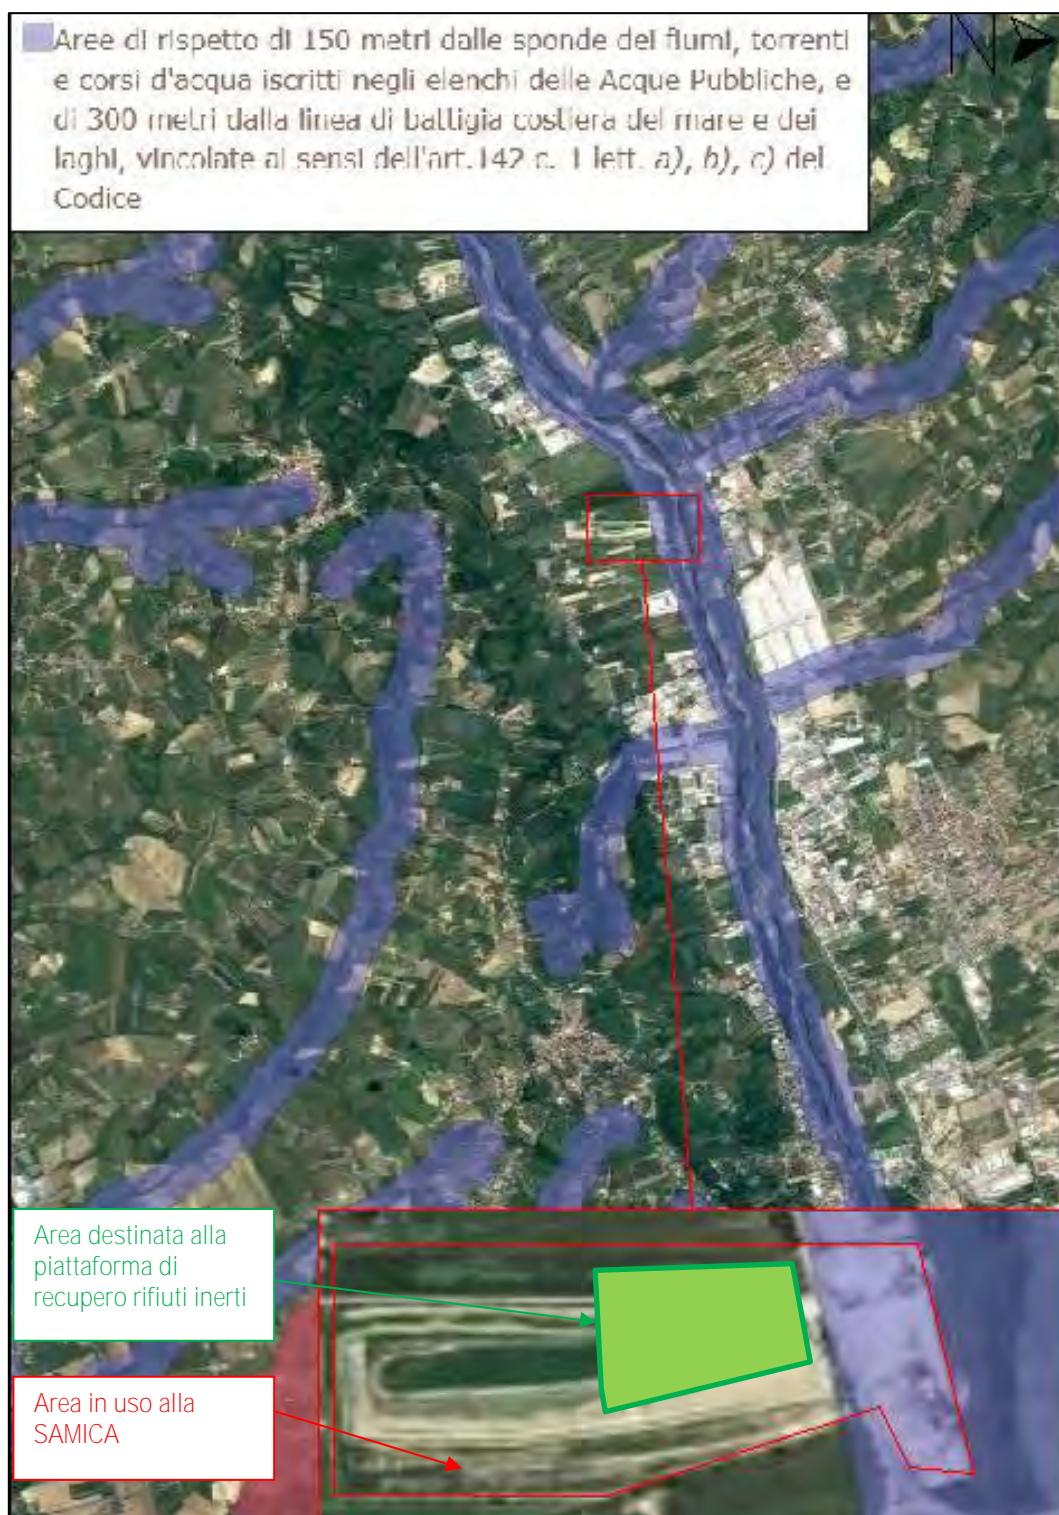 Aree di rispetto di 150 metri dalle sponde dei fiumi, torrenti
e corsi d'acqua iscritti negli elenchi delle Acque Pubbliche, e
di 300 metri dalla linea di battigia costiera del mare e dei
laghi, vincolate ai sensi dell'art.142 c. 1 lett. a), b), c) del
Codice
N
Area destinata alla
piattaforma di
recupero rifiuti inerti
Area in uso alla
SAMICA